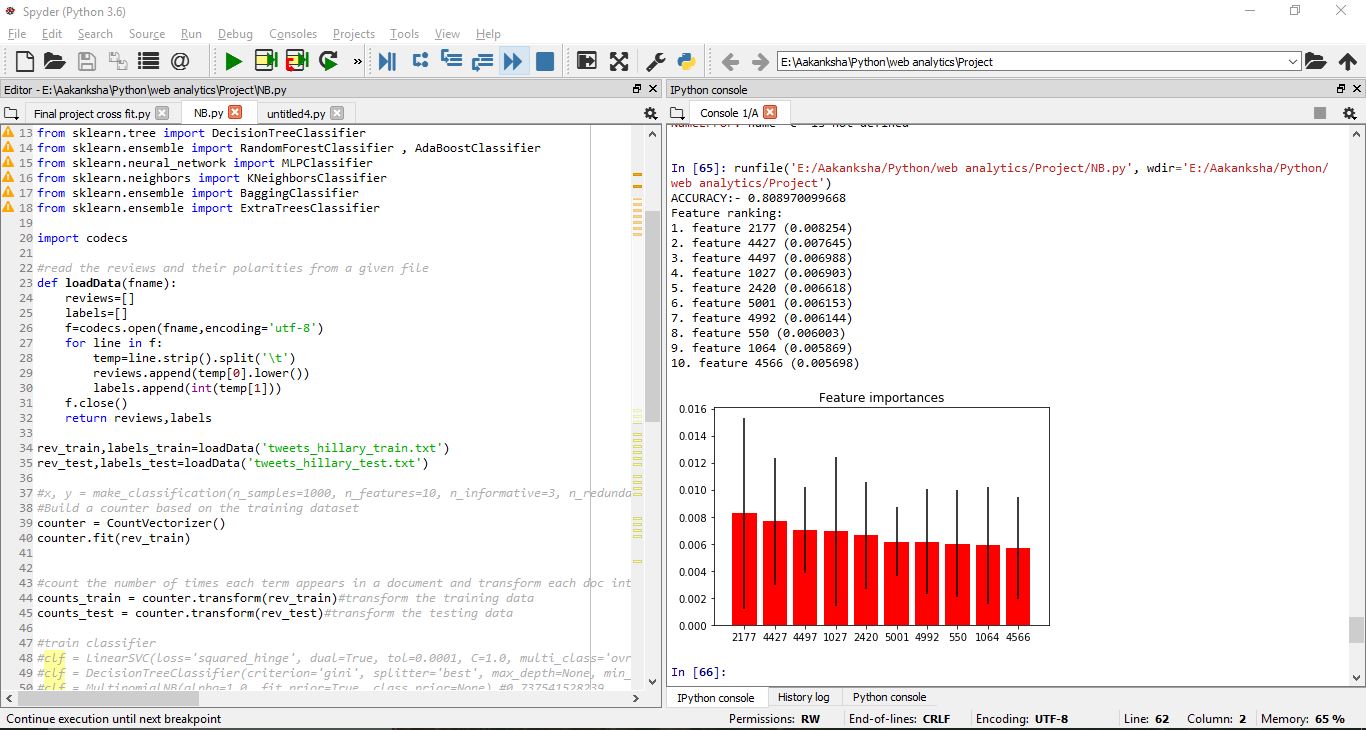 Spyder (Python 3.6)
File Edit Search Source Run Debug Consoles Projects Tools View Help
E:\Aakanksha\Python\web analytics\Project
Editor - E:\Aakanksha\Python\web analytics\Project\NB.py
Final project cross fit.py NB.py untitled4.py
13 from sklearn.tree import DecisionTreeClassifier
14 from sklearn.ensemble import RandomForestClassifier , AdaBoostClassifier
15 from sklearn.neural_network import MLPClassifier
16 from sklearn.neighbors import KNeighborsClassifier
17 from sklearn.ensemble import BaggingClassifier
18 from sklearn.ensemble import ExtraTreesClassifier
19
20 import codecs
21
22 #read the reviews and their polarities from a given file
23 def loadData(fname):
24     reviews=[]
25     labels=[]
26     f=codecs.open(fname,encoding='utf-8')
27     for line in f:
28         temp=line.strip().split('\t')
29         reviews.append(temp[0].lower())
30         labels.append(int(temp[1]))
31     f.close()
32     return reviews,labels
33
34 rev_train,labels_train=loadData('tweets_hillary_train.txt')
35 rev_test,labels_test=loadData('tweets_hillary_test.txt')
36
37 #x, y = make_classification(n_samples=1000, n_features=10, n_informative=3, n_redunda
38 #Build a counter based on the training dataset
39 counter = CountVectorizer()
40 counter.fit(rev_train)
41
42
43 #count the number of times each term appears in a document and transform each doc int
44 counts_train = counter.transform(rev_train)#transform the training data
45 counts_test = counter.transform(rev_test)#transform the testing data
46
47 #train classifier
48 #clf = LinearSVC(loss='squared_hinge', dual=True, tol=0.0001, C=1.0, multi_class='ovr
49 #clf = DecisionTreeClassifier(criterion='gini', splitter='best', max_depth=None, min_
50 #clf = MultinomialNB(alpha=1.0, fit_prior=True, class_prior=None) #0.737541528239
IPython console
Console 1/A
NameError: name 'C' is not defined
In [65]: runfile('E:/Aakanksha/Python/web analytics/Project/NB.py', wdir='E:/Aakanksha/Python/
web analytics/Project')
ACCURACY:- 0.808970099668
Feature ranking:
1. feature 2177 (0.008254)
2. feature 4427 (0.007645)
3. feature 4497 (0.006988)
4. feature 1027 (0.006903)
5. feature 2420 (0.006618)
6. feature 5001 (0.006153)
7. feature 4992 (0.006144)
8. feature 550 (0.006003)
9. feature 1064 (0.005869)
10. feature 4566 (0.005698)
Feature importances
0.016
0.014
0.012
0.010
0.008
0.006
0.004
0.002
0.000
2177 4427 4497 1027 2420 5001 4992 550 1064 4566
In [66]:
IPython console History log Python console
Continue execution until next breakpoint Permissions: RW End-of-lines: CRLF Encoding: UTF-8 Line: 62 Column: 2 Memory: 65 %